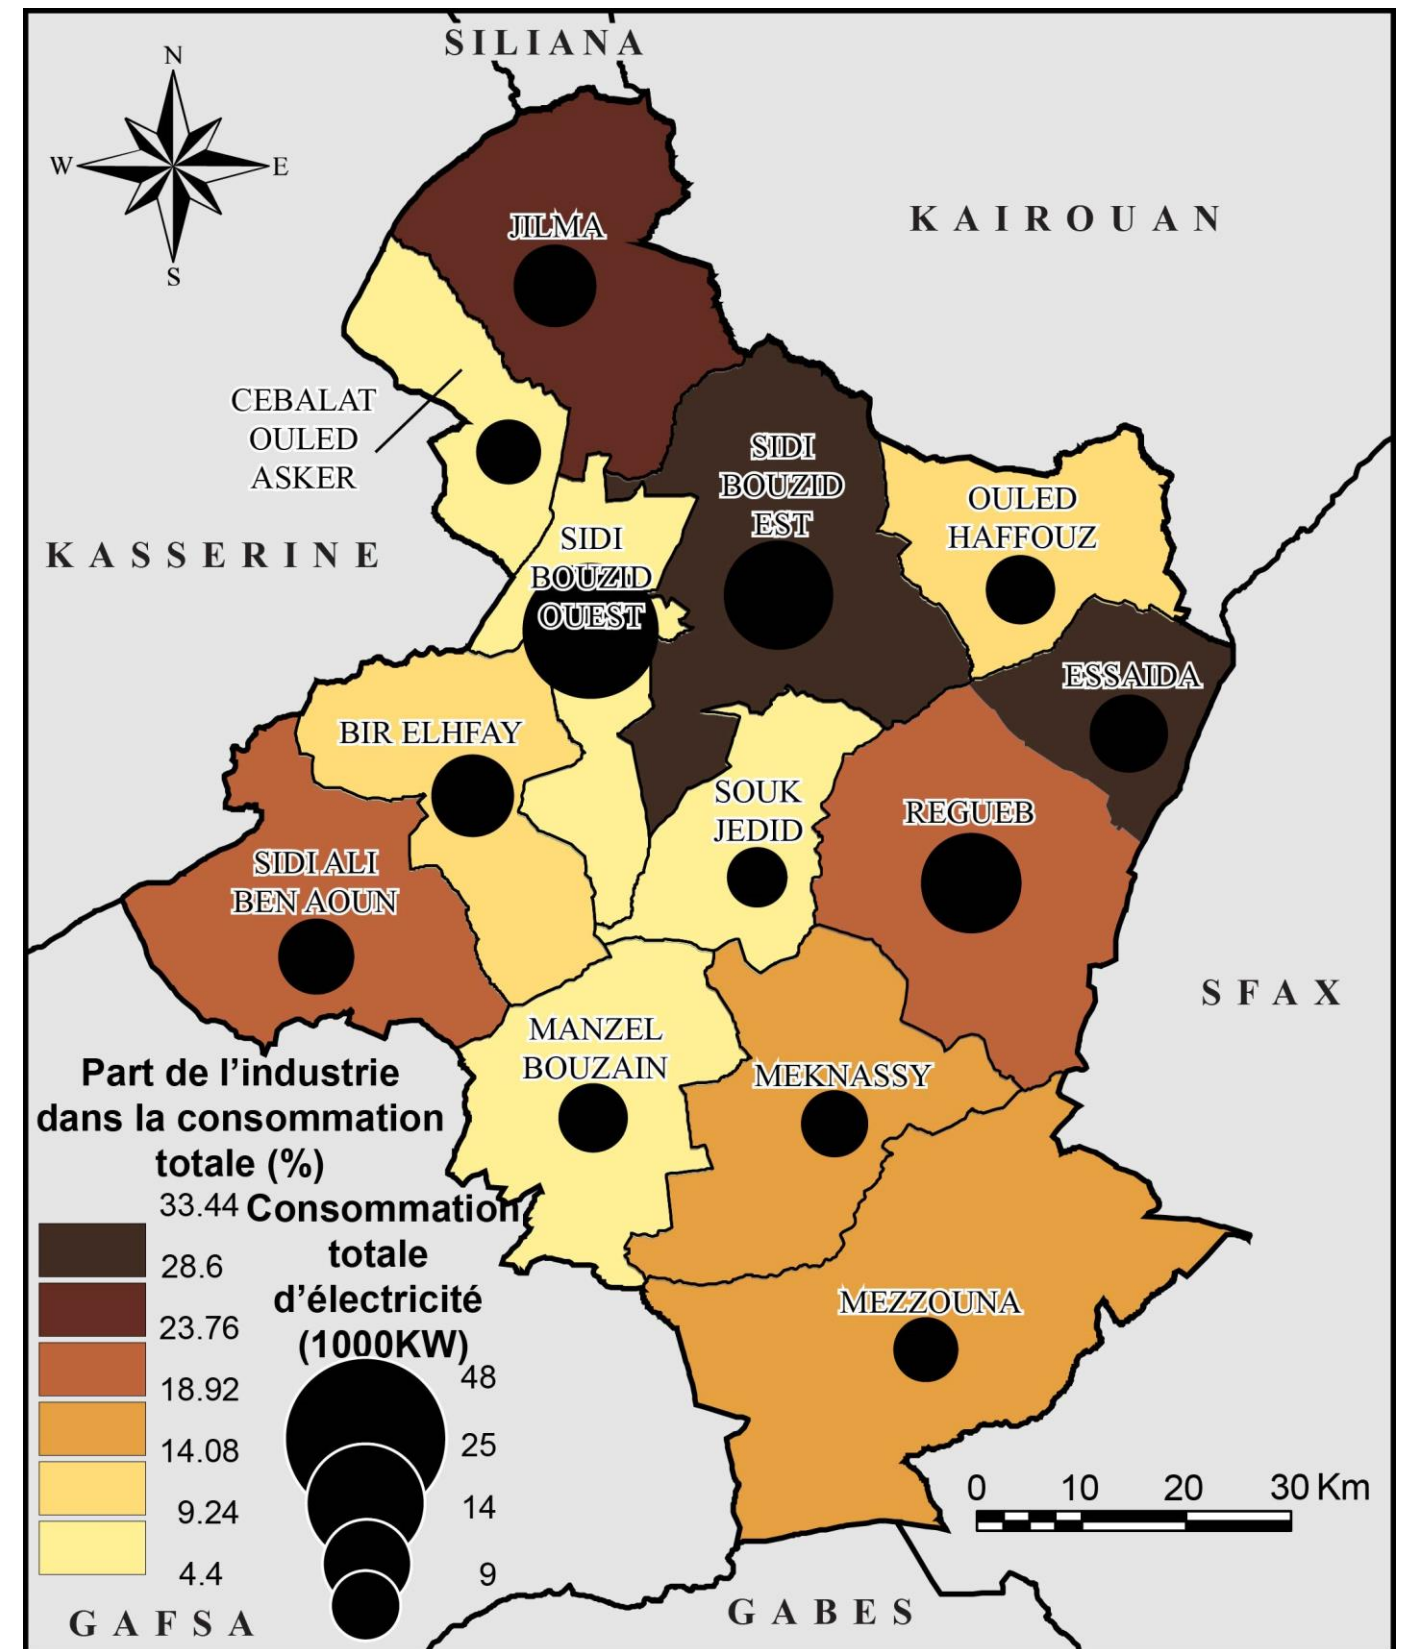 SILIANA
N
W
E
S
KAIROUAN
JILMA
CEBALAT
OULED
ASKER
SIDI
BOUZID
EST
OULED
HAFFOUZ
KASSERINE
SIDI
BOUZID
OUEST
ESSAIDA
BIR ELHFAY
SOUK
JEDID
REGUEB
SIDI ALI
BEN AOUN
SFAX
MANZEL
BOUZAIN
MEKNASSY
MEZZOUNA
Part de l’industrie
dans la consommation
totale (%)
33.44
28.6
23.76
18.92
14.08
9.24
4.4
Consommation
totale
d’électricité
(1000KW)
48
25
14
9
0 10 20 30 Km
GAFSA
GABES